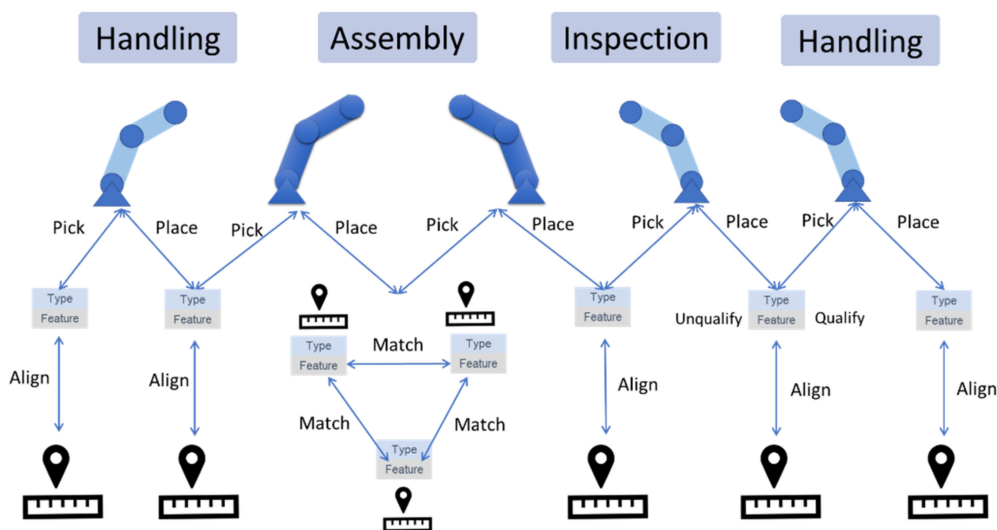 Handling
Assembly
Inspection
Handling
Pick
Place
Pick
Place
Pick
Place
Pick
Place
Pick
Place
Type
Feature
Type
Feature
Type
Feature
Type
Feature
Type
Feature
Unqualify
Type
Feature
Qualify
Type
Feature
Match
Align
Align
Align
Align
Align
Match
Match
Type
Feature